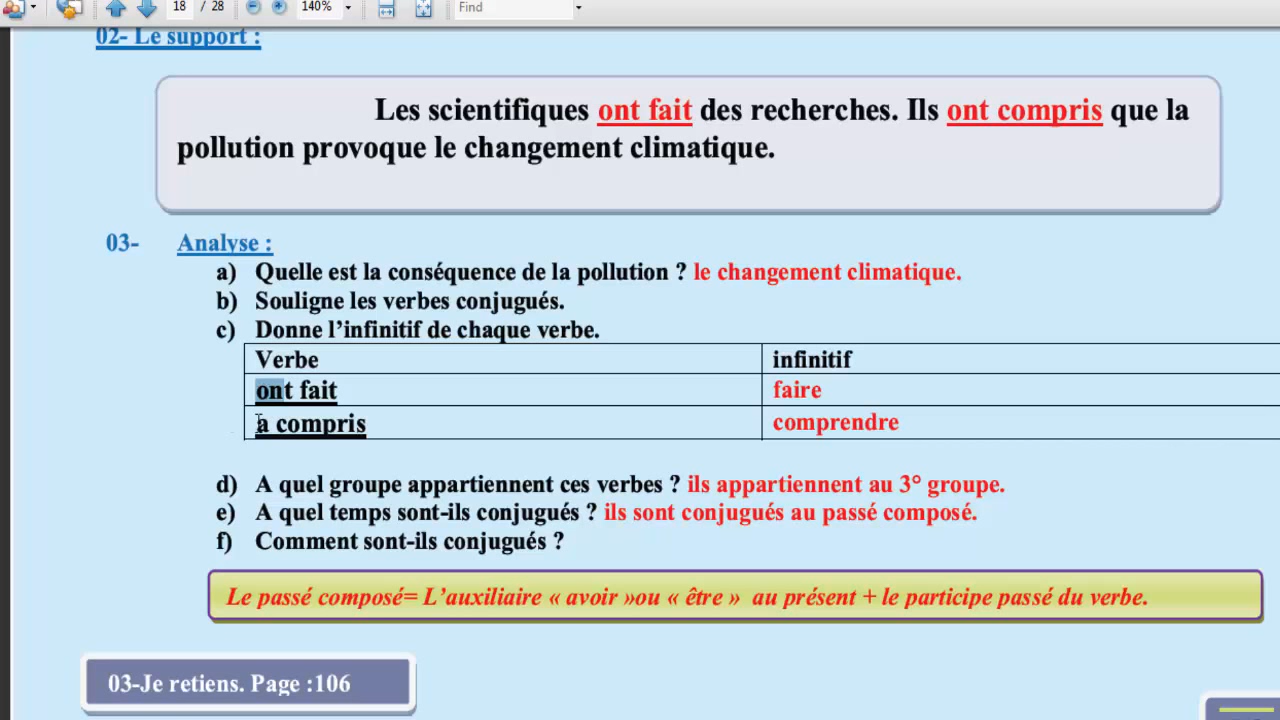 18 / 28 140% Find
02- Le support :
Les scientifiques ont fait des recherches. Ils ont compris que la
pollution provoque le changement climatique.
03- Analyse :
a) Quelle est la conséquence de la pollution ? le changement climatique.
b) Souligne les verbes conjugués.
c) Donne l’infinitif de chaque verbe.
Verbe infinitif
ont fait faire
a compris comprendre
d) A quel groupe appartiennent ces verbes ? ils appartiennent au 3° groupe.
e) A quel temps sont-ils conjugués ? ils sont conjugués au passé composé.
f) Comment sont-ils conjugués ?
Le passé composé= L’auxiliaire « avoir »ou « être » au présent + le participe passé du verbe.
03-Je retiens. Page :106